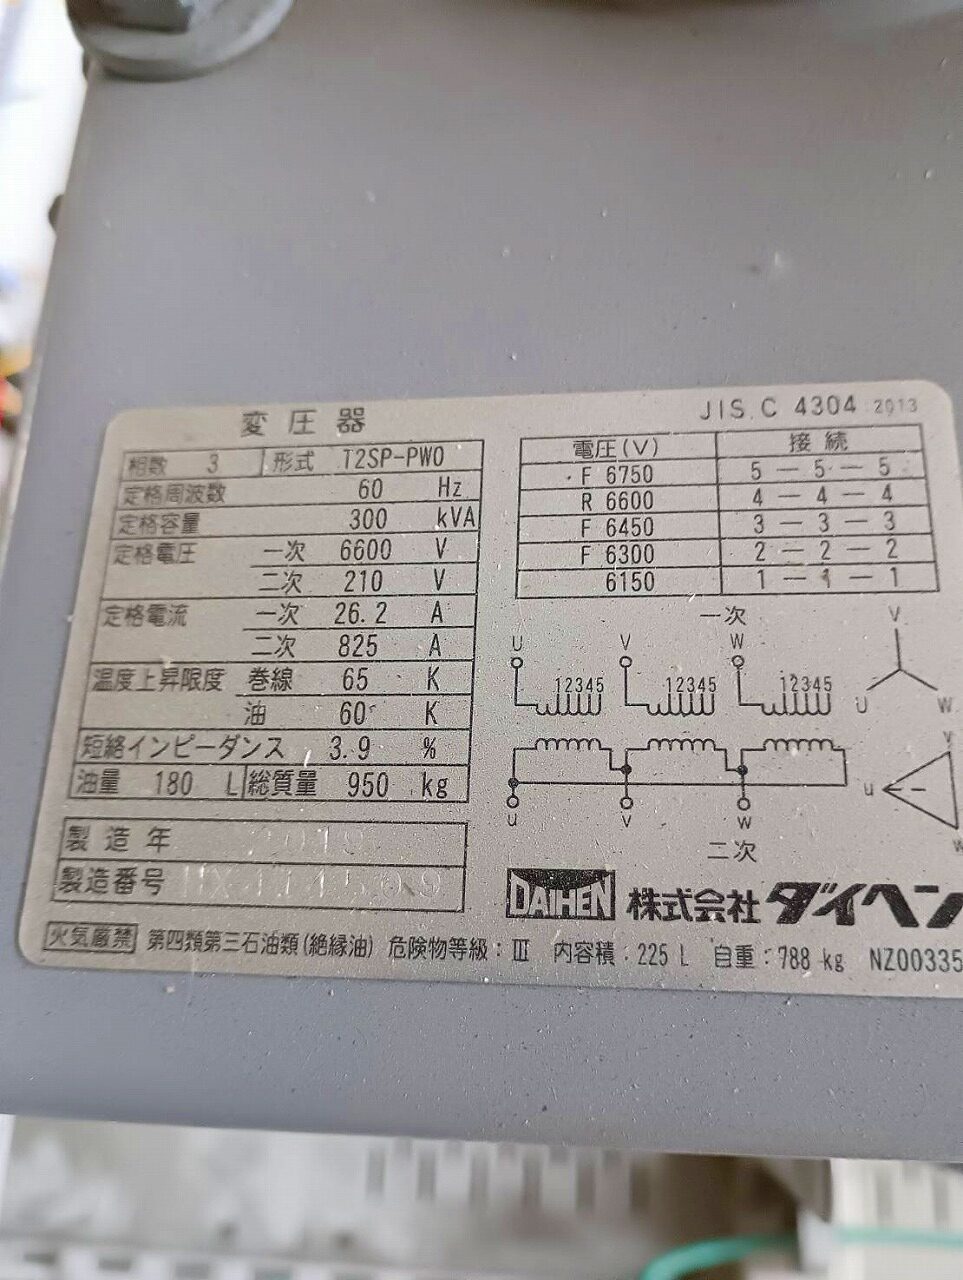 変圧器
JIS C 4304 2013
相数 3 形式 T2SP-PWO
定格周波数 60 Hz
定格容量 300 kVA
定格電圧 一次 6600 V
二次 210 V
定格電流 一次 26.2 A
二次 825 A
温度上昇限度 巻線 65 K
油 60 K
短絡インピーダンス 3.9 %
油量 180 L 総質量 950 kg
製造年
製造番号
電圧(V) 接続
F 6750 5-5-5
R 6600 4-4-4
F 6450 3-3-3
F 6300 2-2-2
6150 1-1-1
一次
U V W
12345 12345 12345
V
U W
u v w
v
u
w
二次
DAIHEN 株式会社 ダイヘン
火気厳禁 第四類第三石油類(絶縁油) 危険物等級:III 内容積:225 L 自重:788 kg NZ00335